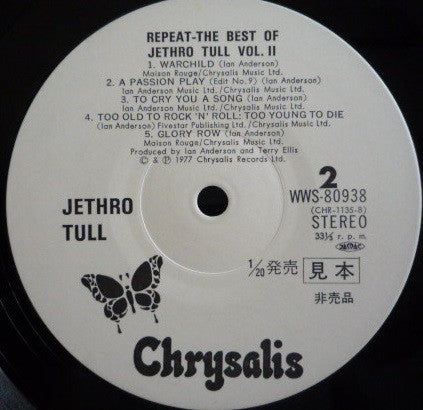 REPEAT-THE BEST OF
JETHRO TULL VOL. II
1. WARCHILD (Ian Anderson)
Maison Rouge/Chrysalis Music Ltd.
2. A PASSION PLAY (Edit No.9) (Ian Anderson)
Ian Anderson Music Ltd./Chrysalis Music Ltd.
3. TO CRY YOU A SONG (Ian Anderson)
Ian Anderson Music Ltd./Chrysalis Music Ltd.
4. TOO OLD TO ROCK 'N' ROLL: TOO YOUNG TO DIE
(Ian Anderson) Fivestar Publishing Ltd./Chrysalis Music Ltd.
5. GLORY ROW (Ian Anderson)
Maison Rouge/Chrysalis Music Ltd.
Produced by Ian Anderson and Terry Ellis
© & ℗ 1977 Chrysalis Records Ltd.
2
WWS-80938
(CHR-1135-B)
STEREO
33⅓ r.p.m.
JETHRO
TULL
1/20発売 見本
非売品
Chrysalis